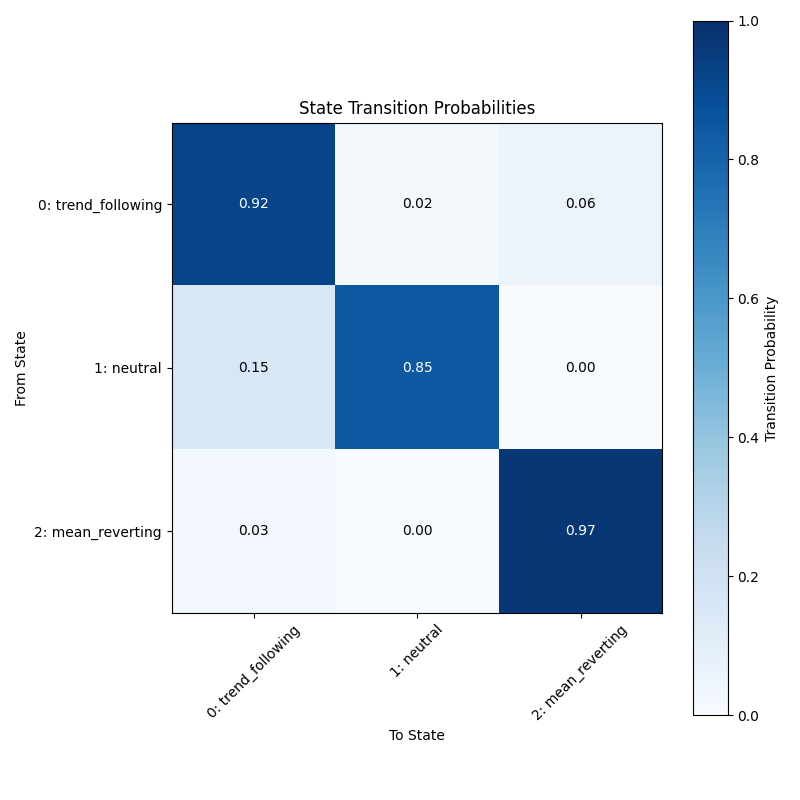 State Transition Probabilities
From State
0: trend_following
0.92 0.02 0.06
1: neutral
0.15 0.85 0.00
2: mean_reverting
0.03 0.00 0.97
0: trend_following
1: neutral
2: mean_reverting
To State
1.0
0.8
0.6
0.4
0.2
0.0
Transition Probability